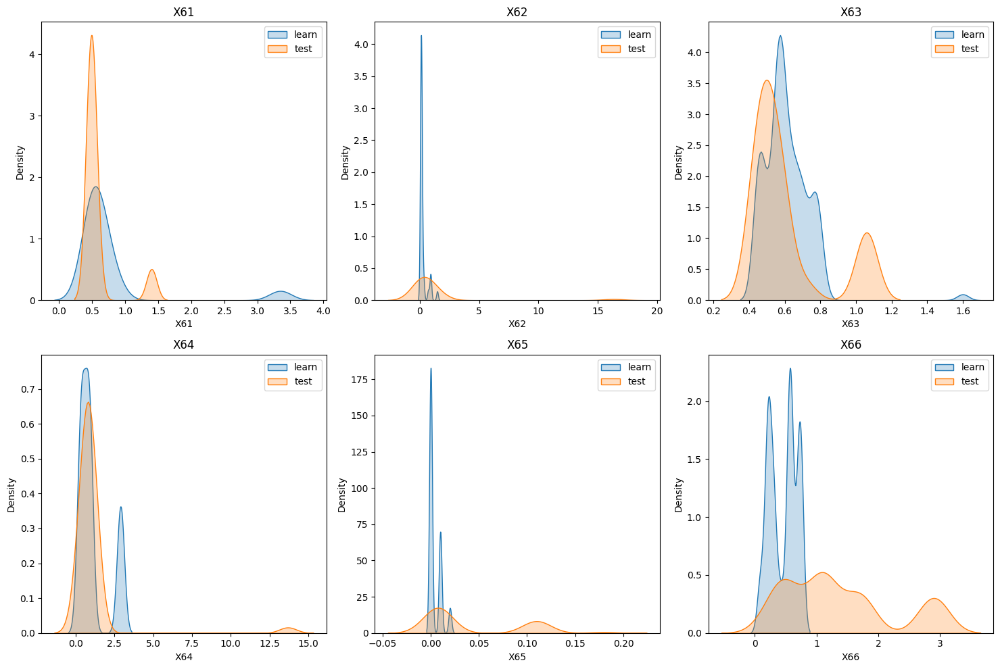 X61
learn
test
Density
4
3
2
1
0
0.0 0.5 1.0 1.5 2.0 2.5 3.0 3.5 4.0
X61
X62
learn
test
Density
4.0
3.5
3.0
2.5
2.0
1.5
1.0
0.5
0.0
0 5 10 15 20
X62
X63
learn
test
Density
4.0
3.5
3.0
2.5
2.0
1.5
1.0
0.5
0.0
0.2 0.4 0.6 0.8 1.0 1.2 1.4 1.6
X63
X64
learn
test
Density
0.7
0.6
0.5
0.4
0.3
0.2
0.1
0.0
0.0 2.5 5.0 7.5 10.0 12.5 15.0
X64
X65
learn
test
Density
175
150
125
100
75
50
25
0
−0.05 0.00 0.05 0.10 0.15 0.20
X65
X66
learn
test
Density
2.0
1.5
1.0
0.5
0.0
0 1 2 3
X66